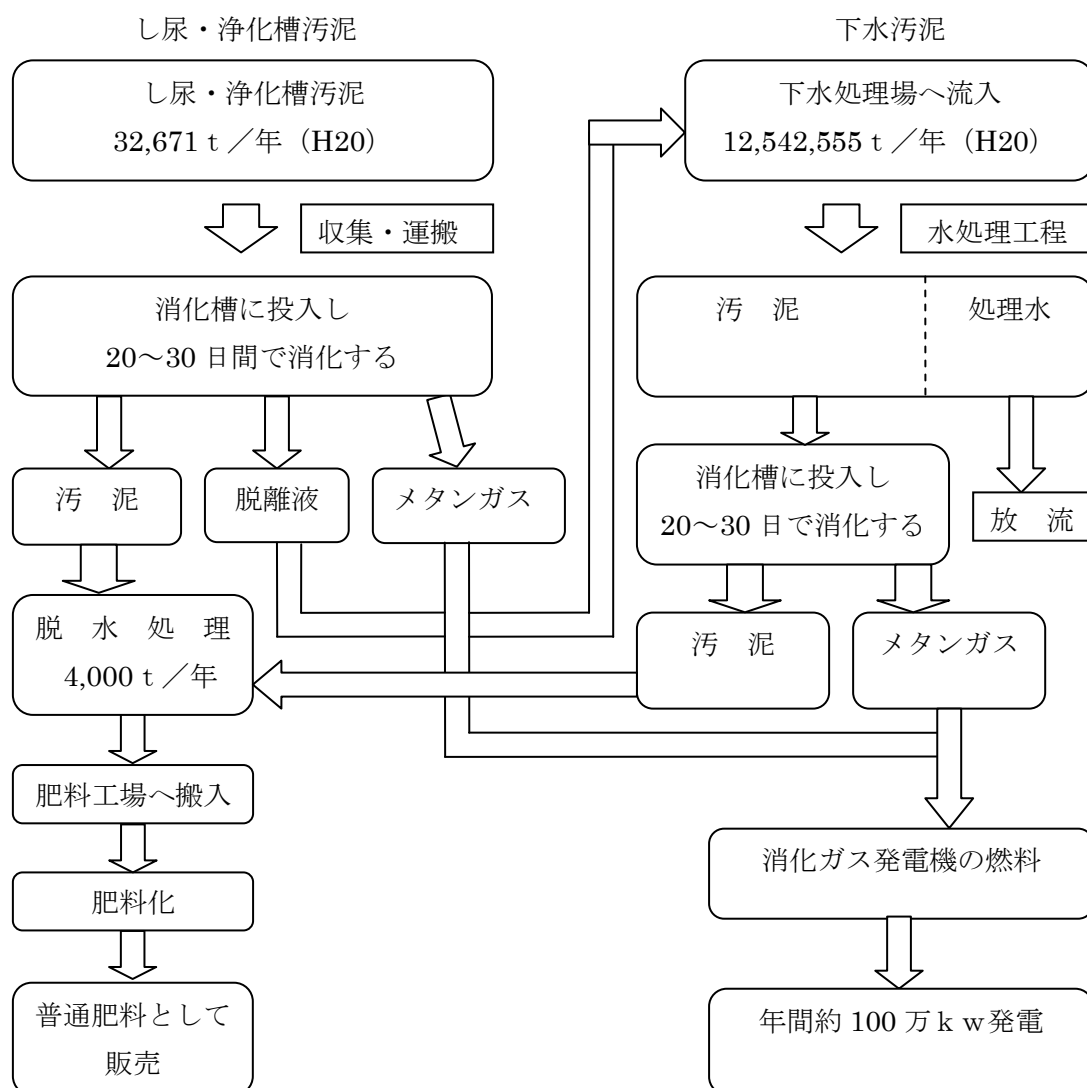 し尿・浄化槽汚泥
下水汚泥
し尿・浄化槽汚泥
32,671ｔ／年（H20）
下水処理場へ流入
12,542,555ｔ／年（H20）
収集・運搬
水処理工程
消化槽に投入し
20～30 日間で消化する
汚　泥
処理水
汚　泥
脱離液
メタンガス
消化槽に投入し
20～30 日で消化する
放　流
脱　水　処　理
4,000ｔ／年
汚　泥
メタンガス
肥料工場へ搬入
肥料化
普通肥料として
販売
消化ガス発電機の燃料
年間約 100 万ｋｗ発電